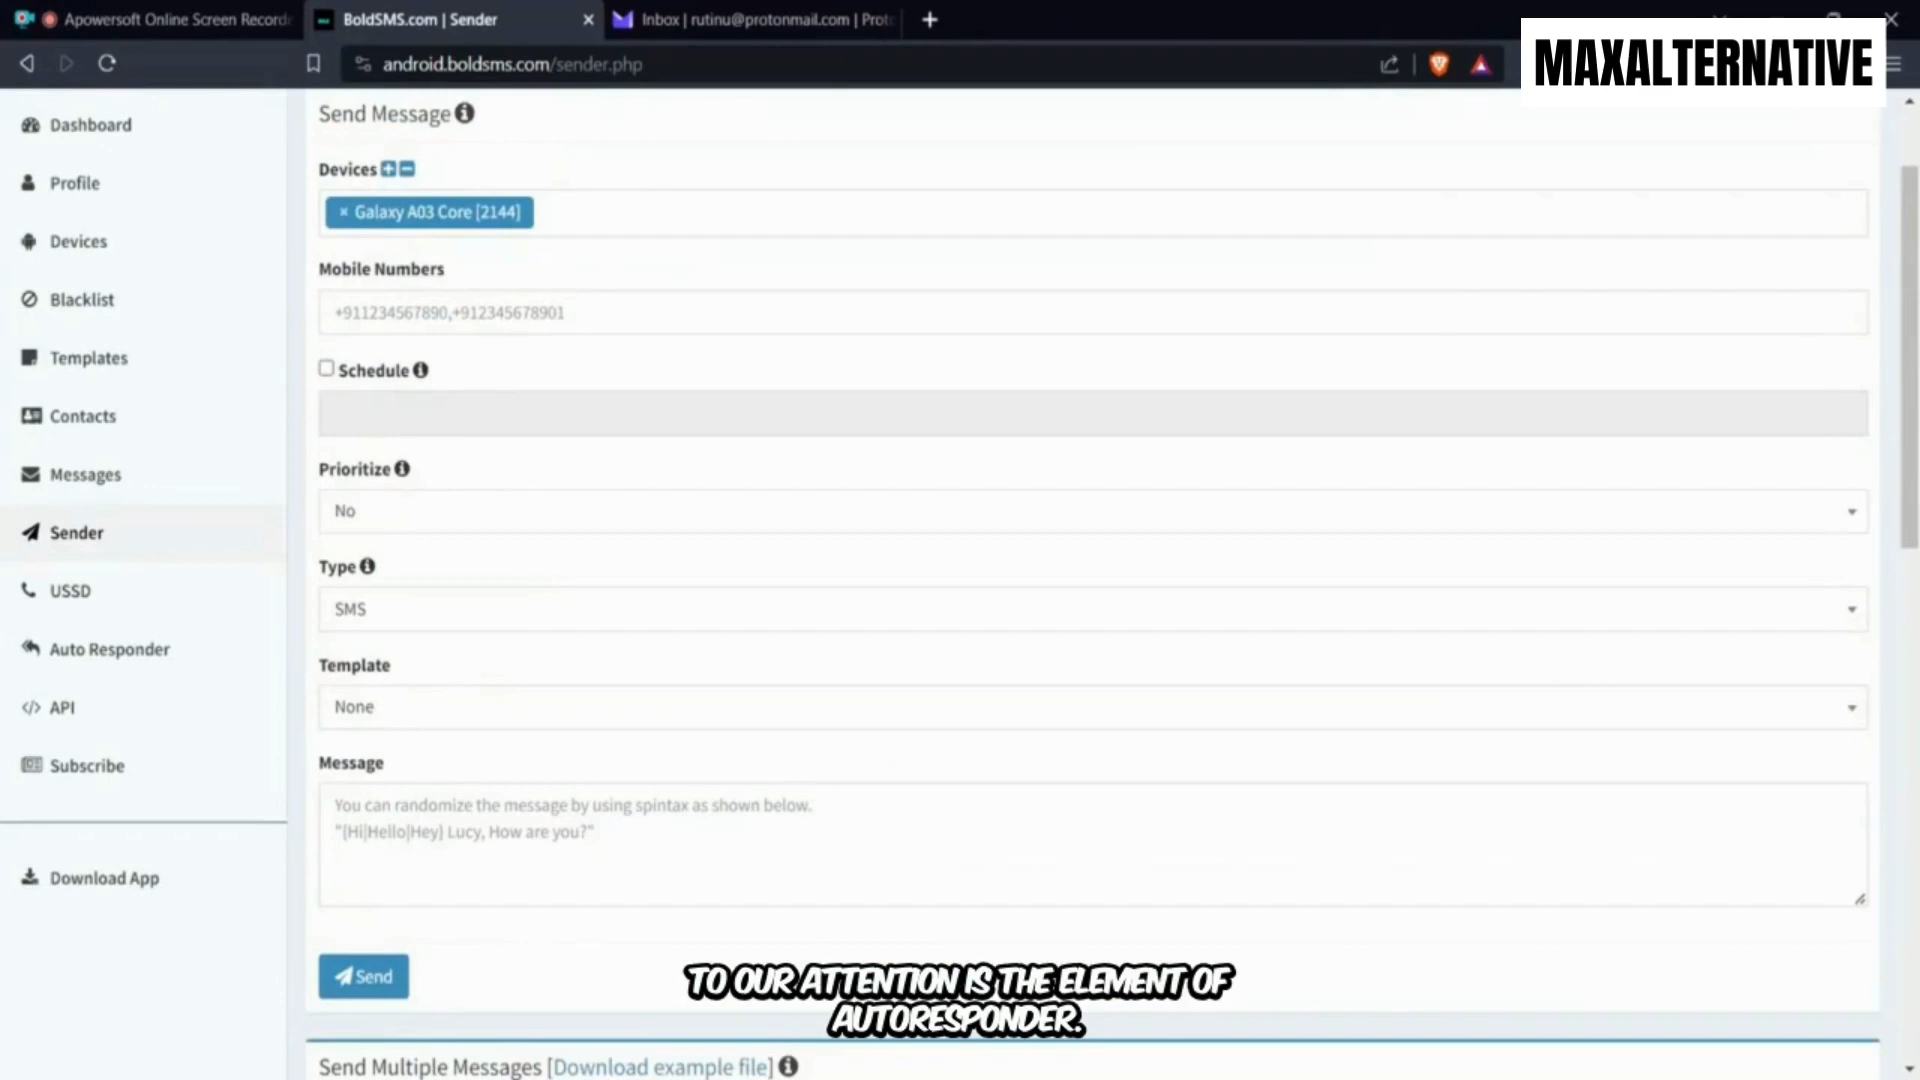 Apowersoft Online Screen Record
BoldSMS.com | Sender
Inbox | rutinu@protonmail.com | Prot
android.boldsms.com/sender.php
MAXALTERNATIVE
Dashboard
Profile
Devices
Blacklist
Templates
Contacts
Messages
Sender
USSD
Auto Responder
API
Subscribe
Download App
Send Message
Devices
× Galaxy A03 Core [2144]
Mobile Numbers
+911234567890,+912345678901
Schedule
Prioritize
No
Type
SMS
Template
None
Message
You can randomize the message by using spintax as shown below.
"{Hi|Hello|Hey} Lucy, How are you?"
Send
TO OUR ATTENTION IS THE ELEMENT OF
AUTORESPONDER.
Send Multiple Messages [Download example file]